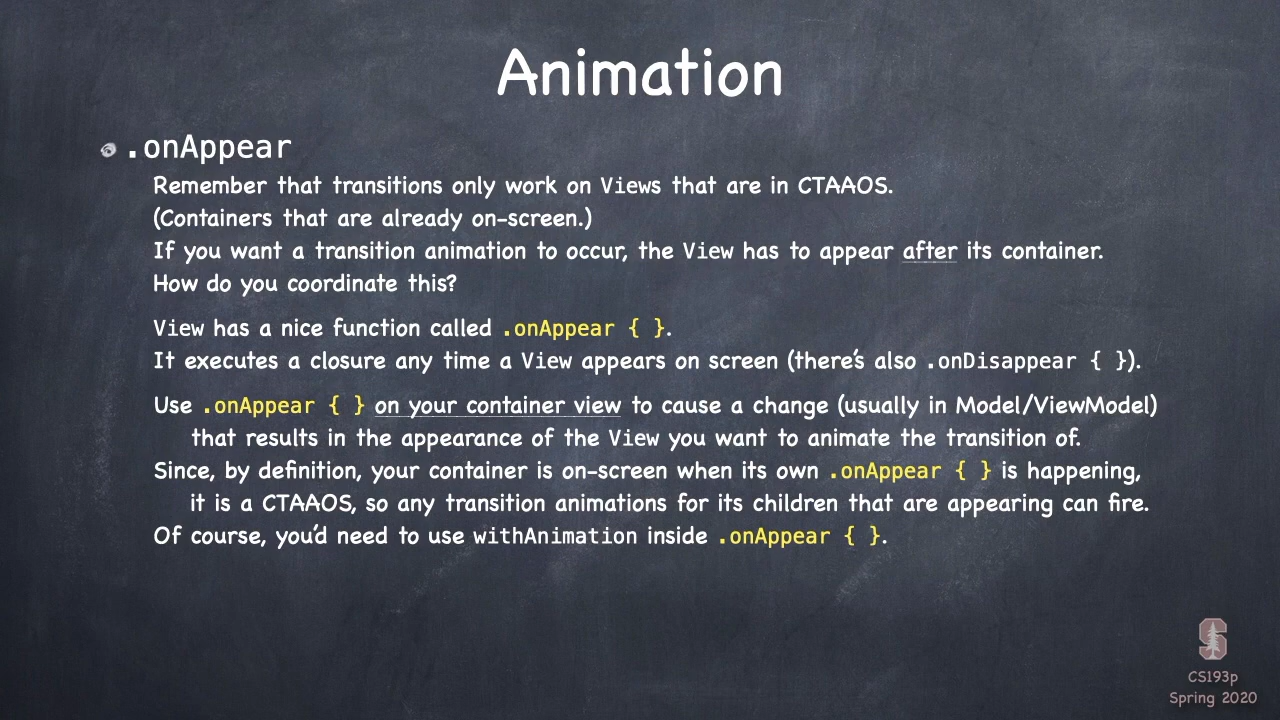 Animation
.onAppear
Remember that transitions only work on Views that are in CTAAOS.
(Containers that are already on-screen.)
If you want a transition animation to occur, the View has to appear after its container.
How do you coordinate this?
View has a nice function called .onAppear { }.
It executes a closure any time a View appears on screen (there's also .onDisappear { }).
Use .onAppear { } on your container view to cause a change (usually in Model/ViewModel)
that results in the appearance of the View you want to animate the transition of.
Since, by definition, your container is on-screen when its own .onAppear { } is happening,
it is a CTAAOS, so any transition animations for its children that are appearing can fire.
Of course, you'd need to use withAnimation inside .onAppear { }.
S
CS193p
Spring 2020